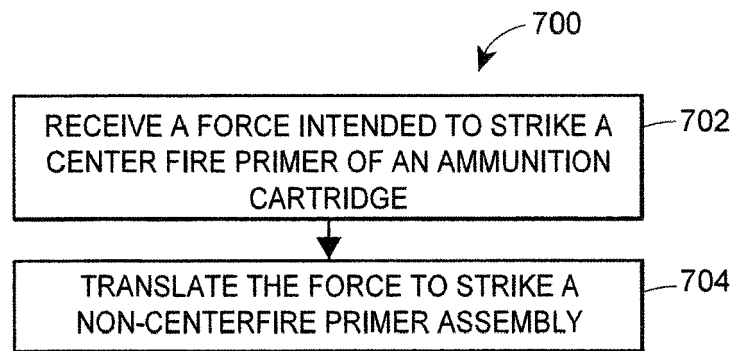 700
RECEIVE A FORCE INTENDED TO STRIKE A
CENTER FIRE PRIMER OF AN AMMUNITION
CARTRIDGE
702
TRANSLATE THE FORCE TO STRIKE A
NON-CENTERFIRE PRIMER ASSEMBLY
704